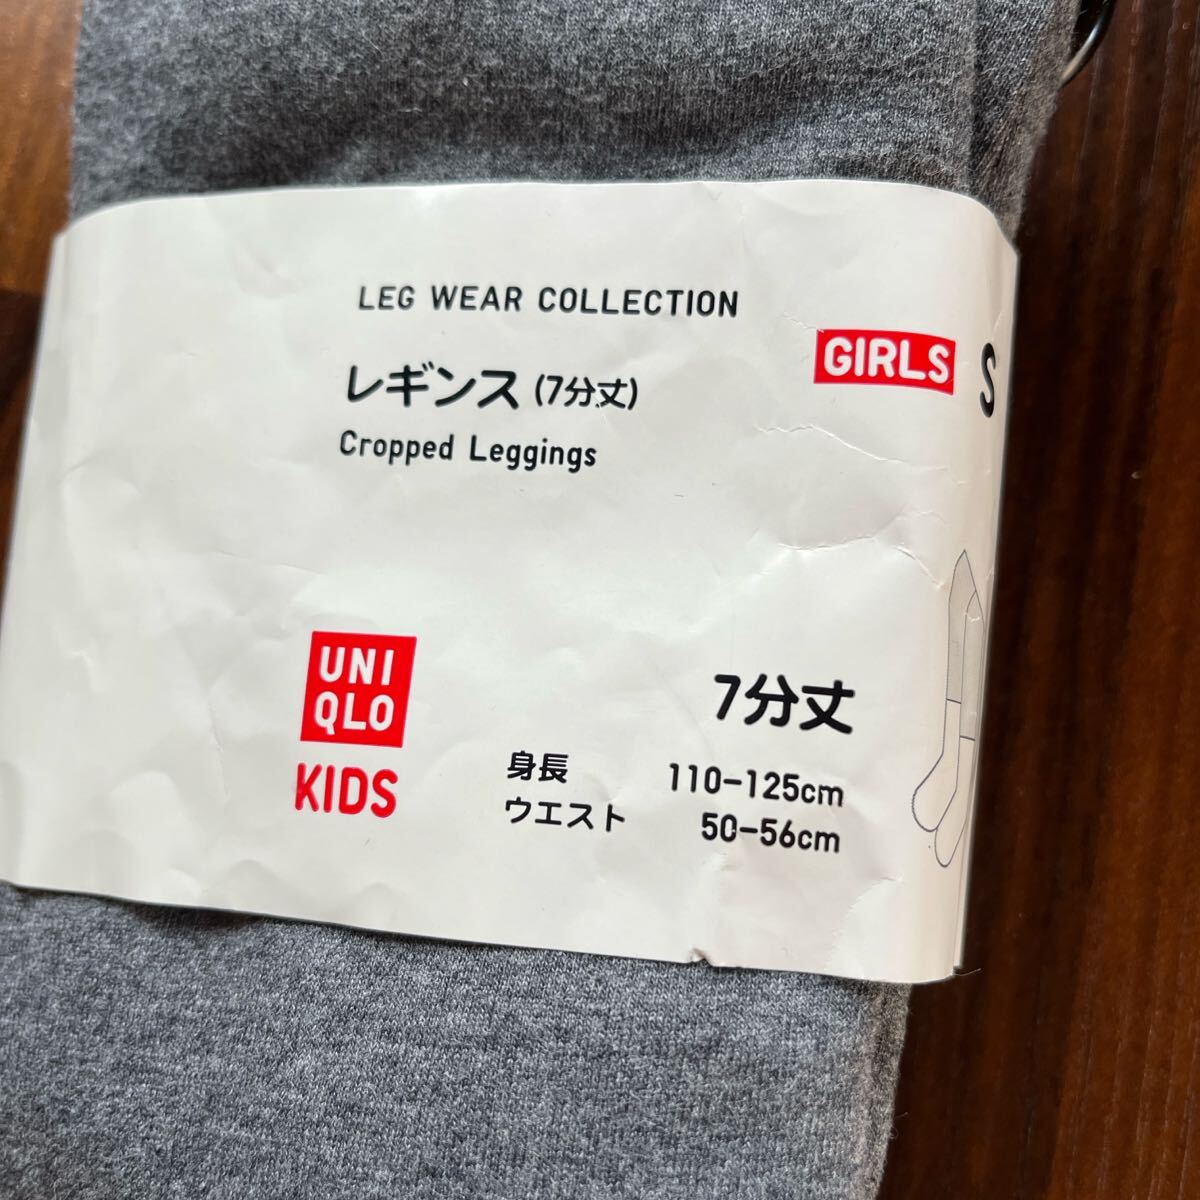 LEG WEAR COLLECTION
レギンス (7分丈)
Cropped Leggings
GIRLS S
UNI
QLO
KIDS
7分丈
身長 110-125cm
ウエスト 50-56cm